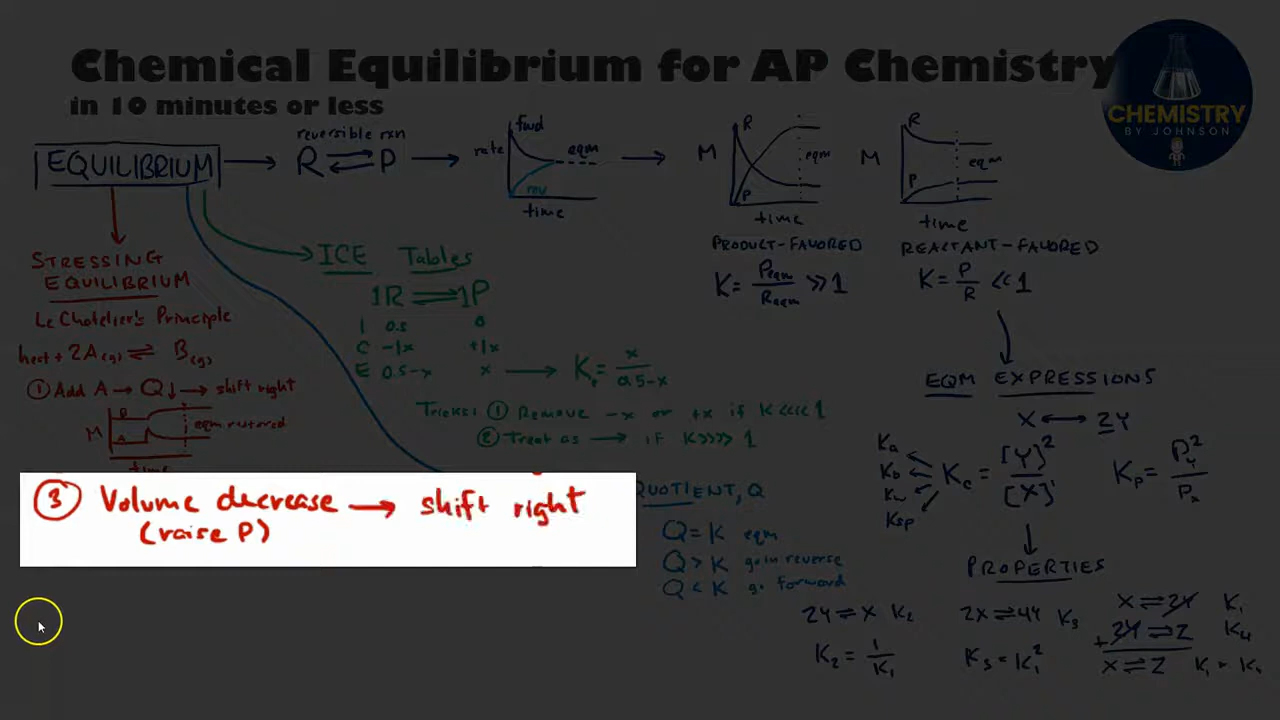 Chemical Equilibrium for AP Chemistry
in 10 minutes or less
CHEMISTRY
BY JOHNSON
EQUILIBRIUM
reversible rxn
R ⇌ P
rate
fwd
eqm
rev
time
M
R
eqm
P
time
PRODUCT-FAVORED
K = Peqm / Reqm >> 1
M
R
eqm
P
time
REACTANT-FAVORED
K = P / R << 1
STRESSING
EQUILIBRIUM
Le Chatelier's Principle
heat + 2A(g) ⇌ B(g)
① Add A → Q↓ → shift right
M
B
A
eqm restored
time
③ Volume decrease → shift right
(raise P)
ICE Tables
1R ⇌ 1P
I 0.5 0
C -1x +1x
E 0.5-x x → K = x / 0.5-x
Tricks: ① Remove -x or +x if K <<<< 1
② Treat as → if K >>>> 1
QUOTIENT, Q
Q = K eqm
Q > K go in reverse
Q < K go forward
EQM EXPRESSIONS
X ⟷ 2Y
Ka
Kb
Kw
Ksp
Kc = [Y]² / [X]¹
Kp = P_Y² / P_x
PROPERTIES
2Y ⇌ X K₂
K₂ = 1 / K₁
2X ⇌ 4Y K₃
K₃ = K₁²
X ⇌ 2Y K₁
+ 2Y ⇌ Z K₄
X ⇌ Z